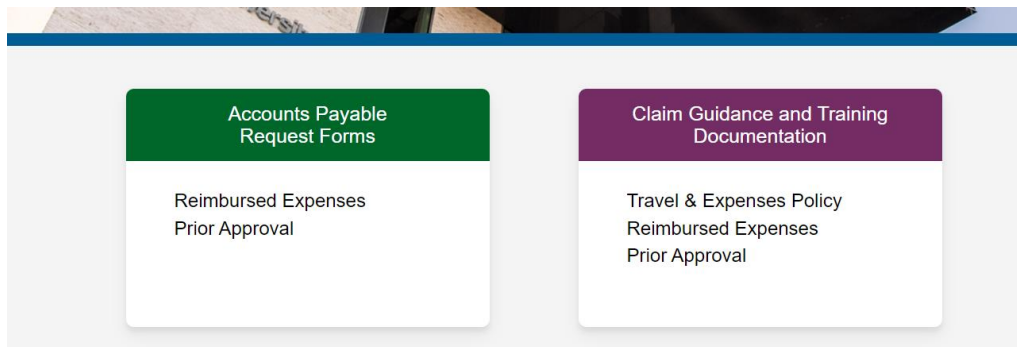 Accounts Payable
Request Forms
Reimbursed Expenses
Prior Approval
Claim Guidance and Training
Documentation
Travel & Expenses Policy
Reimbursed Expenses
Prior Approval